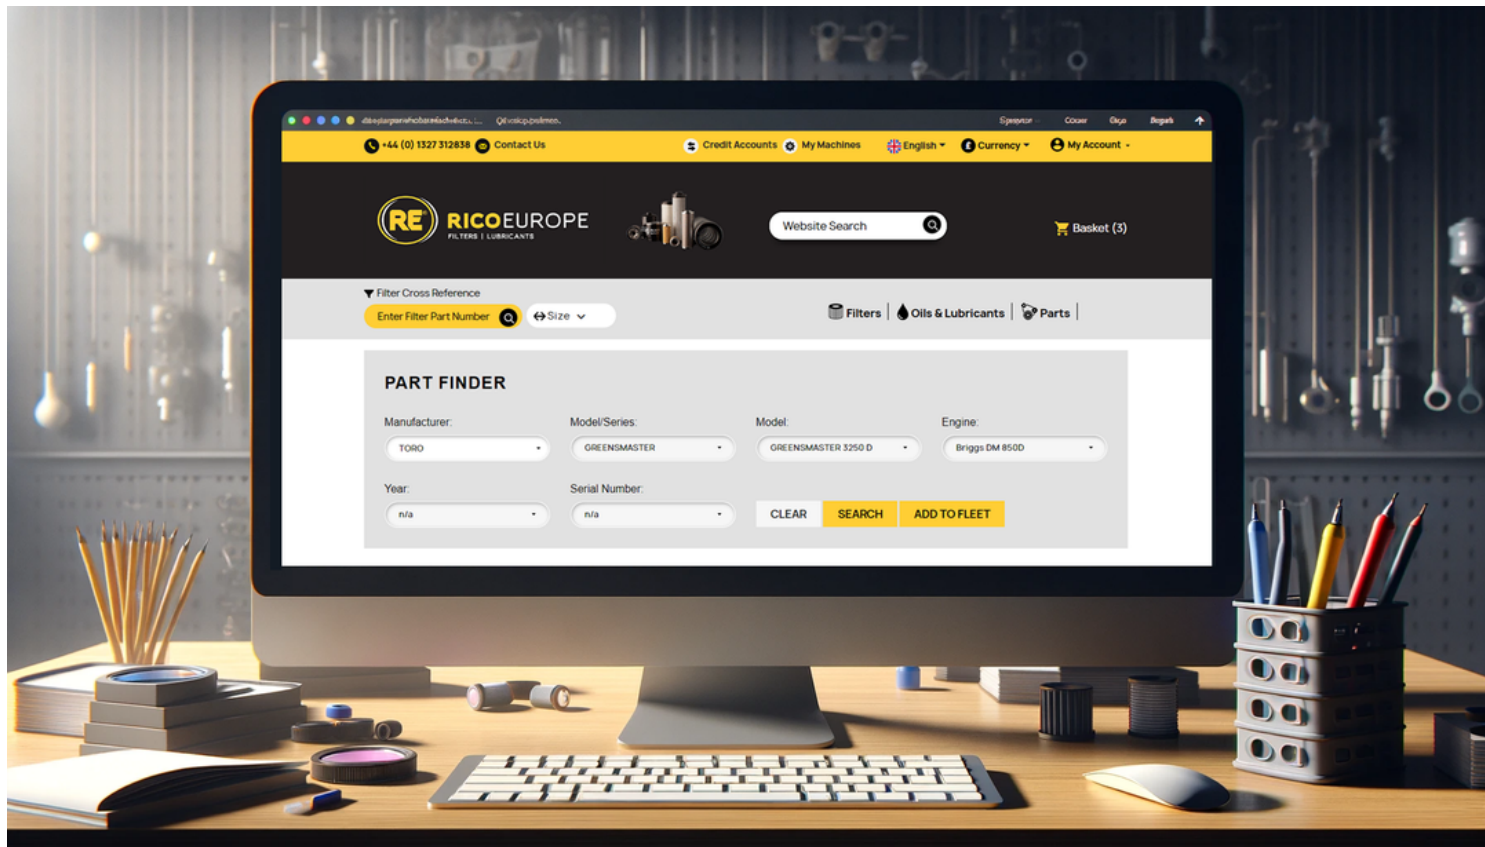 +44 (0) 1327 312838 Contact Us Credit Accounts My Machines English Currency My Account
RE RICOEUROPE
FILTERS | LUBRICANTS
Website Search
Basket (3)
Filter Cross Reference
Enter Filter Part Number Size
Filters Oils & Lubricants Parts
PART FINDER
Manufacturer: Model/Series: Model: Engine:
TORO GREENSMASTER GREENSMASTER 3250 D Briggs DM 850D
Year: Serial Number:
n/a n/a CLEAR SEARCH ADD TO FLEET